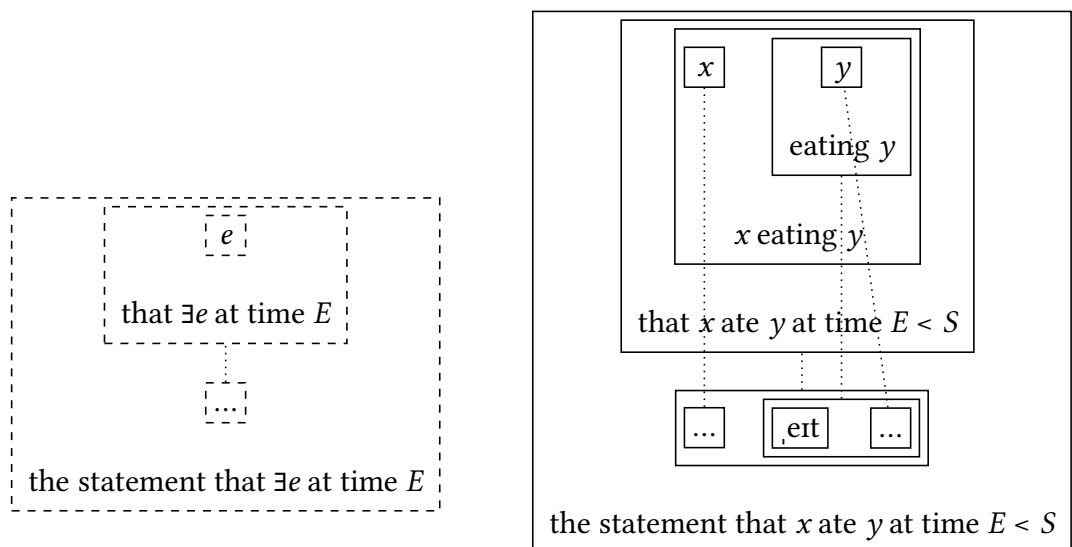 e
that ∃e at time E
...
the statement that ∃e at time E
x
y
eating y
x eating y
that x ate y at time E < S
...
ˌeɪt
...
the statement that x ate y at time E < S